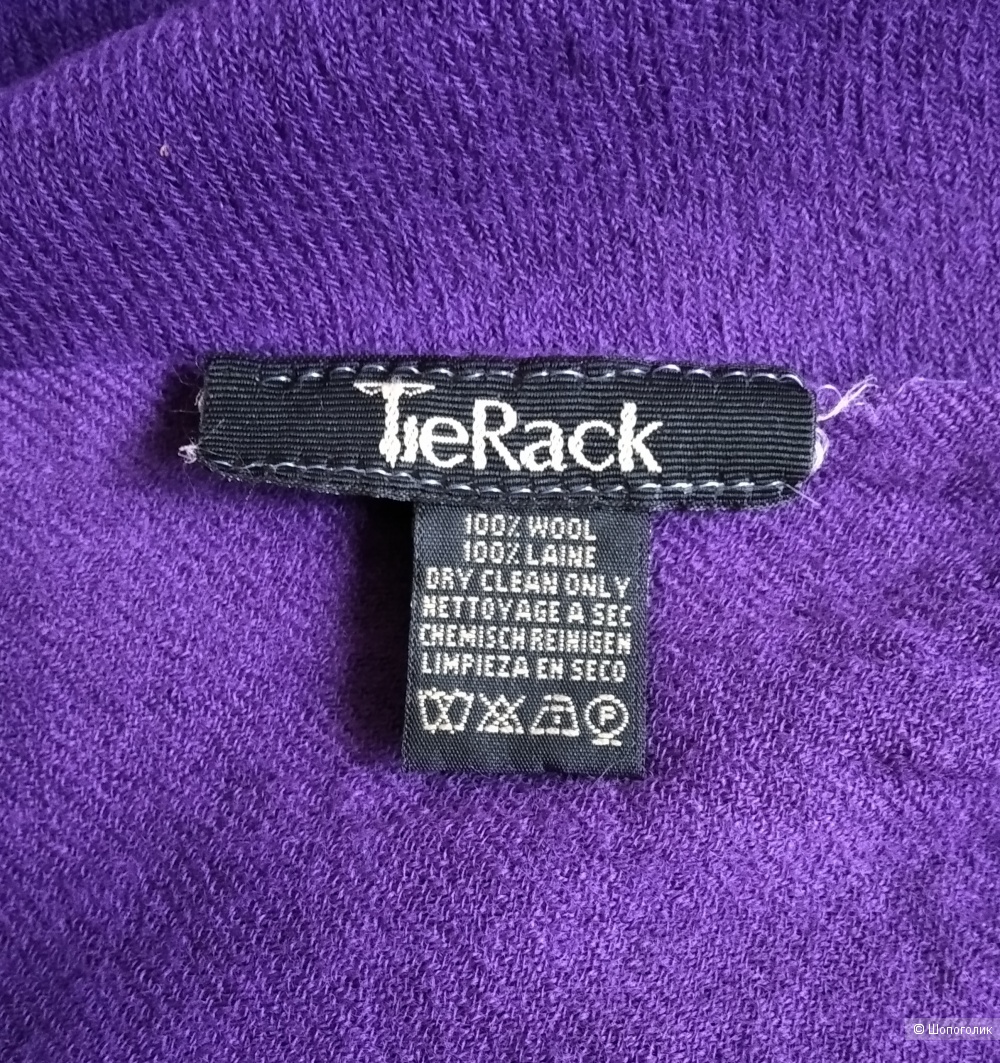 TieRack
100% WOOL
100% LAINE
DRY CLEAN ONLY
NETTOYAGE A SEC
CHEMISCH REINIGEN
LIMPIEZA EN SECO
P
© Шопоголик